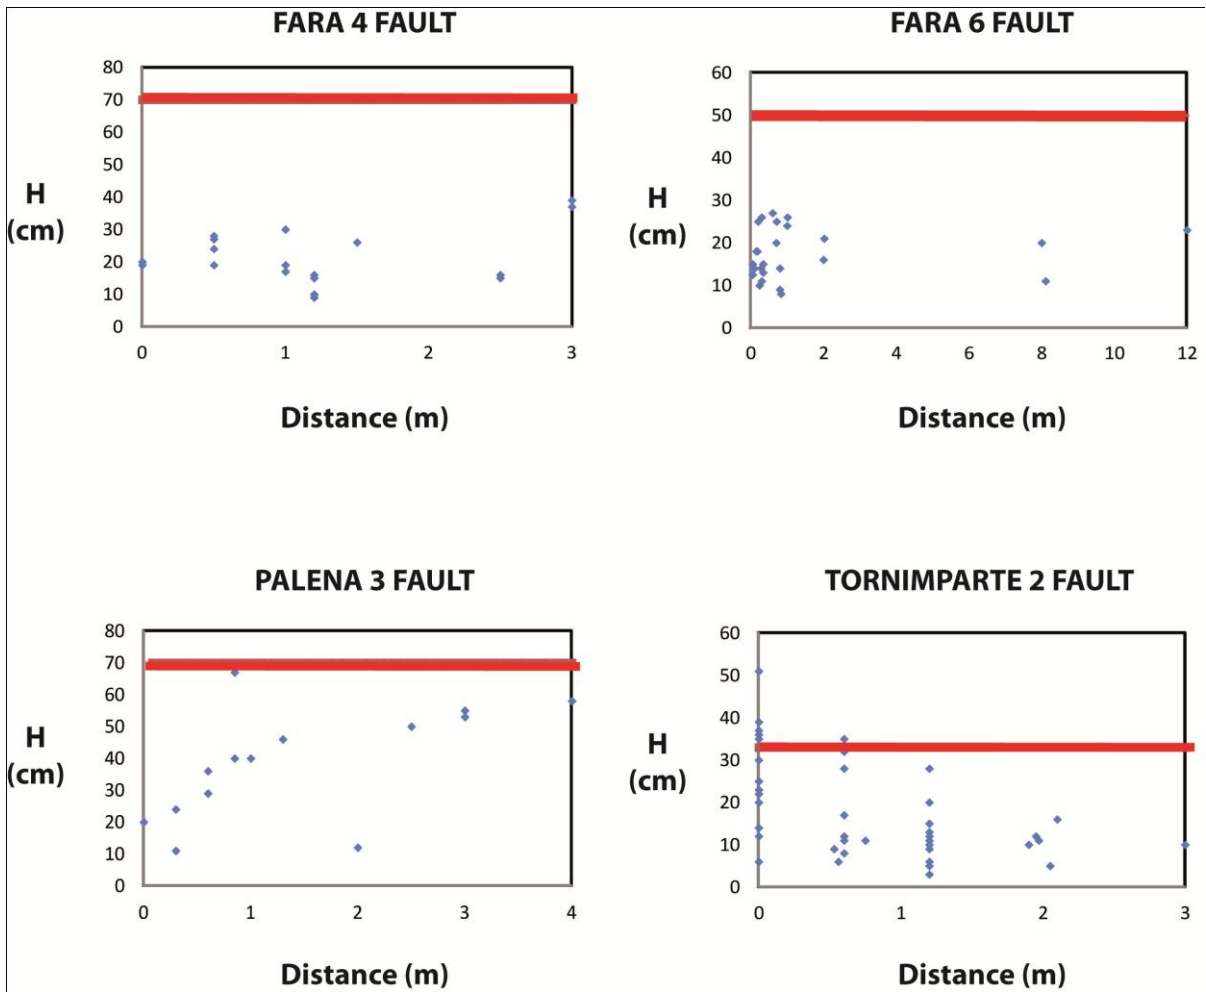 FARA 4 FAULT
80
70
60
50
40
30
20
10
0
H
(cm)
0 1 2 3
Distance (m)
FARA 6 FAULT
60
50
40
30
20
10
0
H
(cm)
0 2 4 6 8 10 12
Distance (m)
PALENA 3 FAULT
80
70
60
50
40
30
20
10
0
H
(cm)
0 1 2 3 4
Distance (m)
TORNIMPARTE 2 FAULT
60
50
40
30
20
10
0
H
(cm)
0 1 2 3
Distance (m)